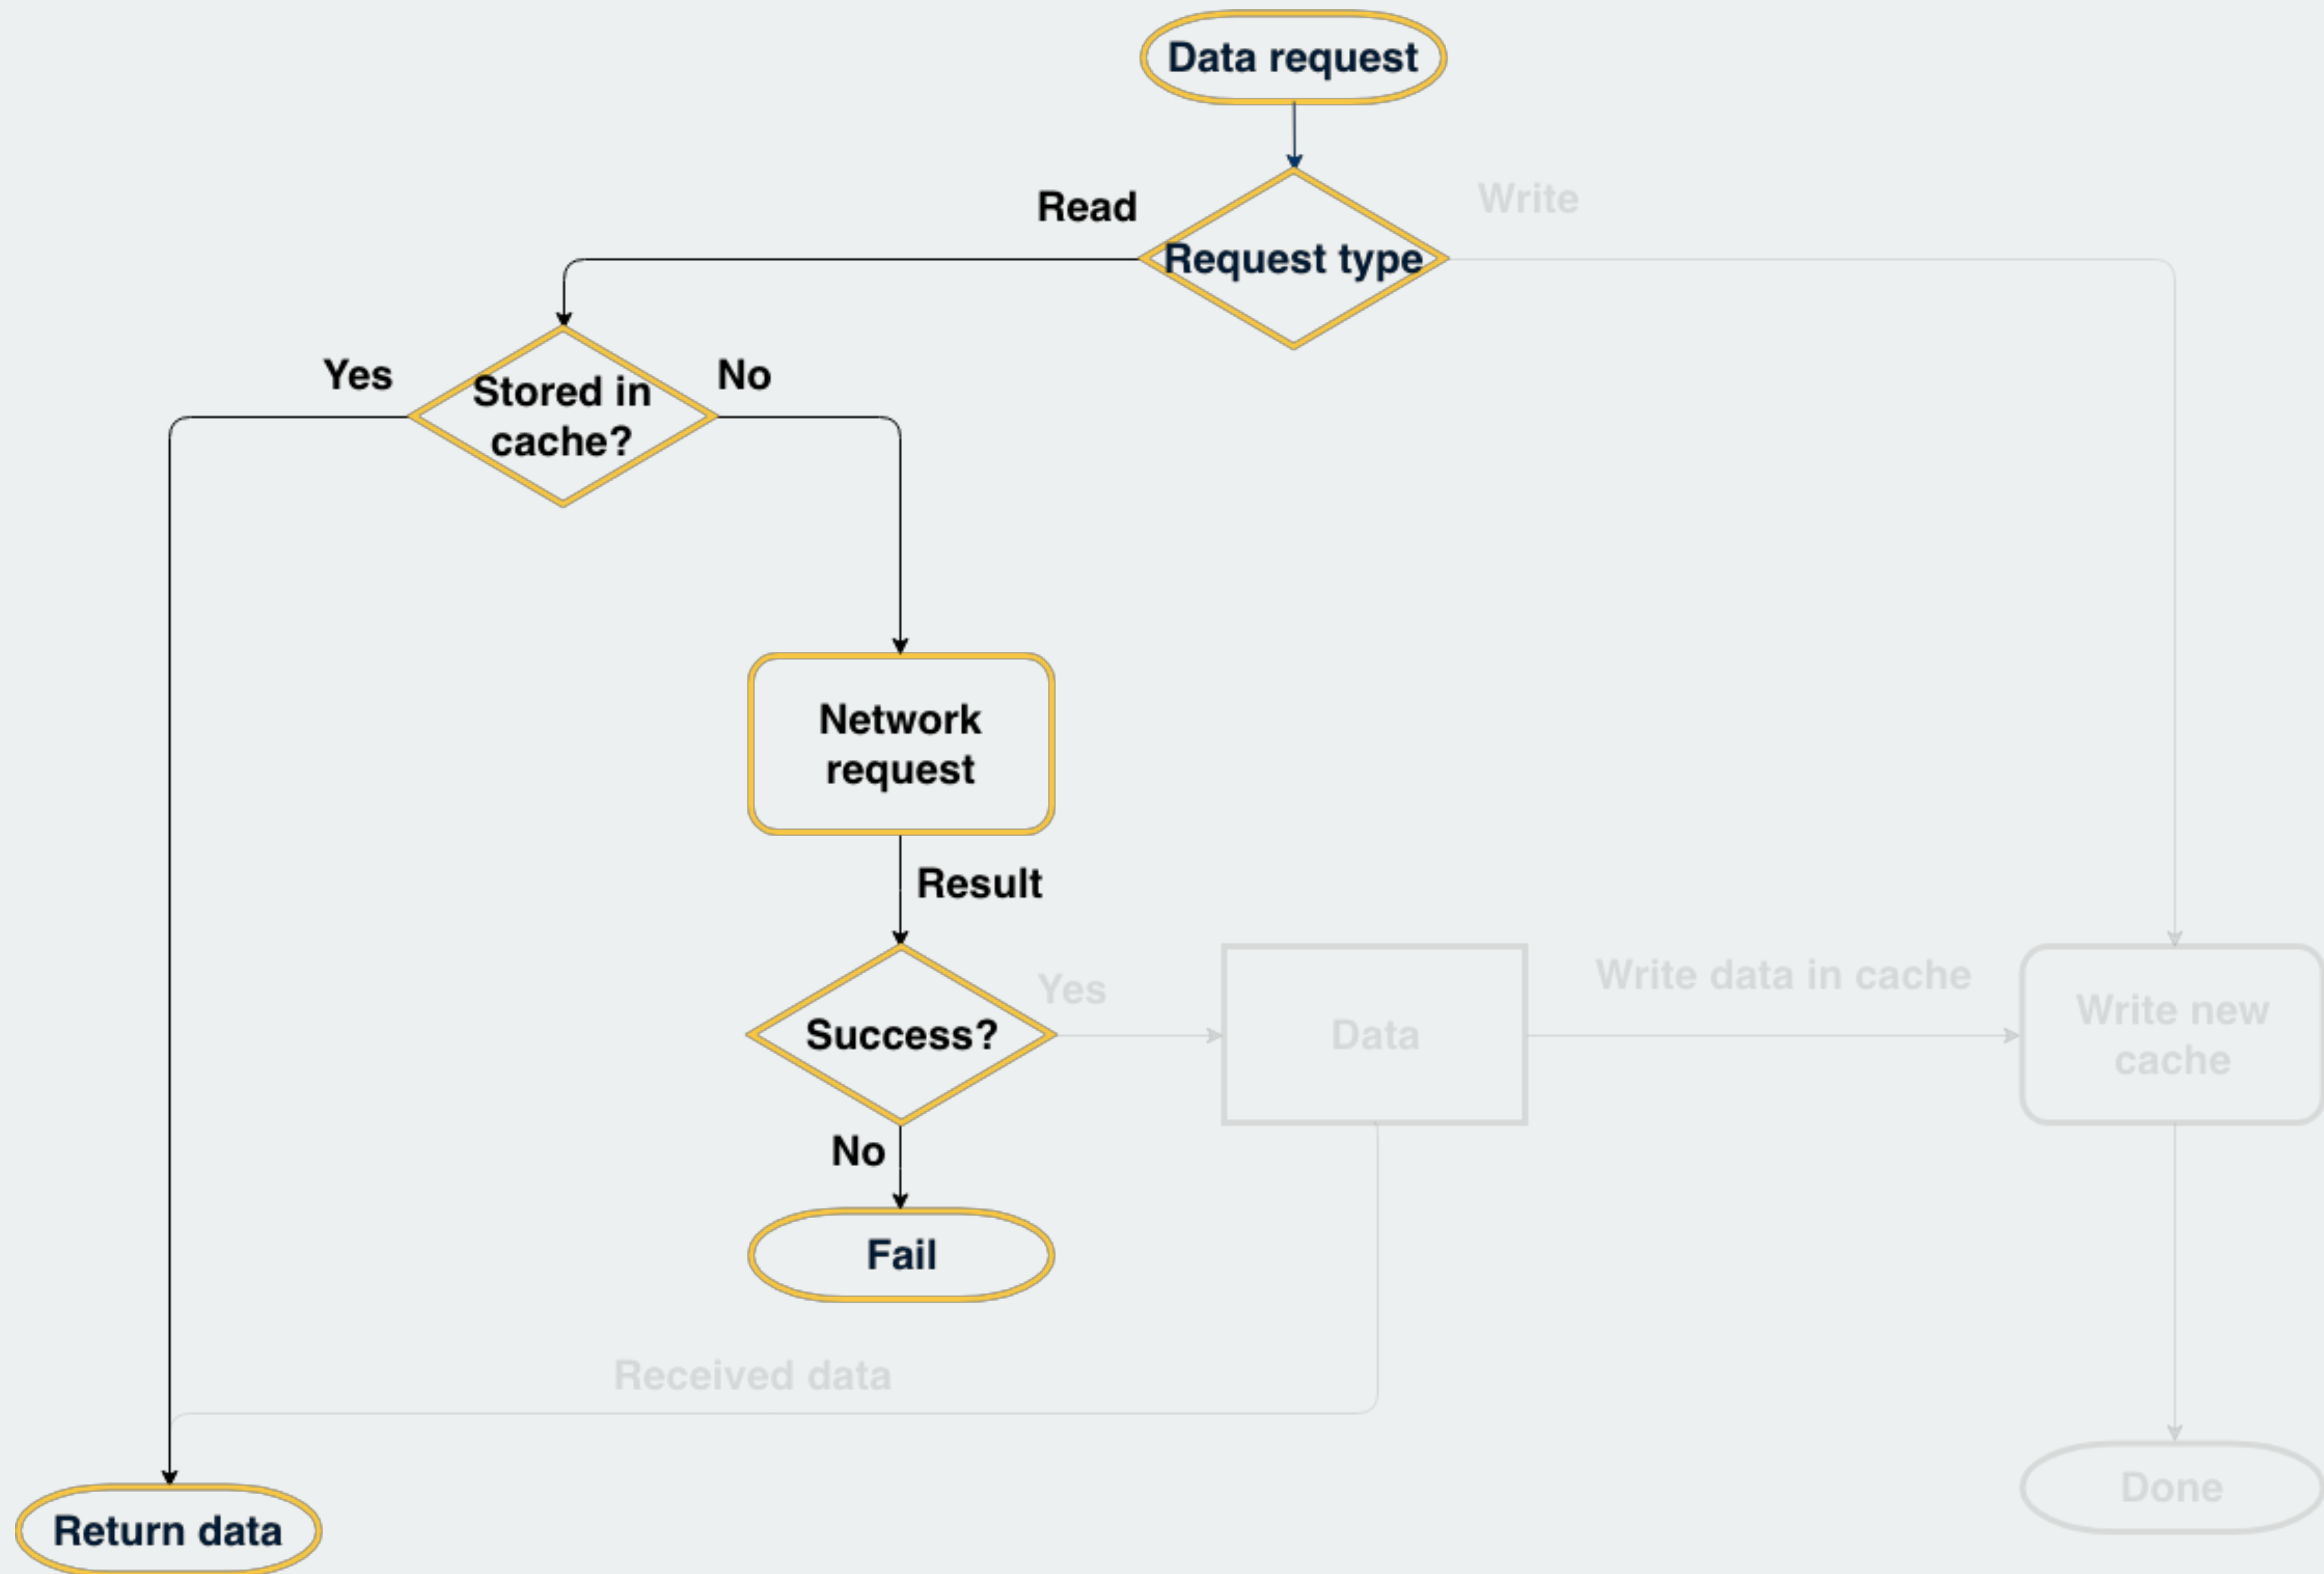 Data request
Read
Write
Request type
Yes
Stored in
cache?
No
Network
request
Result
Success?
Yes
Data
Write data in cache
Write new
cache
No
Fail
Received data
Return data
Done